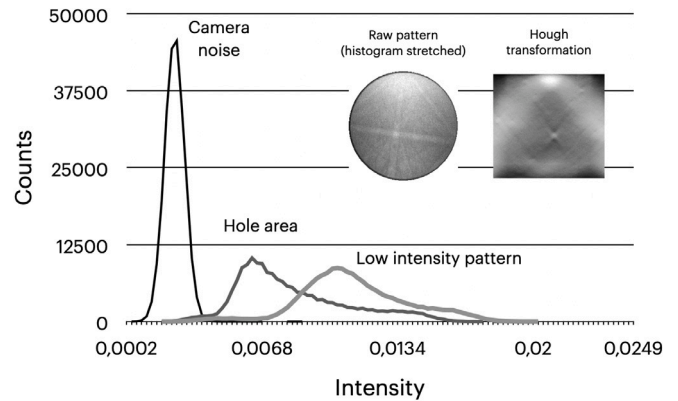 50000
Camera
noise
Raw pattern
(histogram stretched)
Hough
transformation
37500
25000
Counts
Hole area
12500
Low intensity pattern
0
0,0002
0,0068
0,0134
0,02
0,0249
Intensity